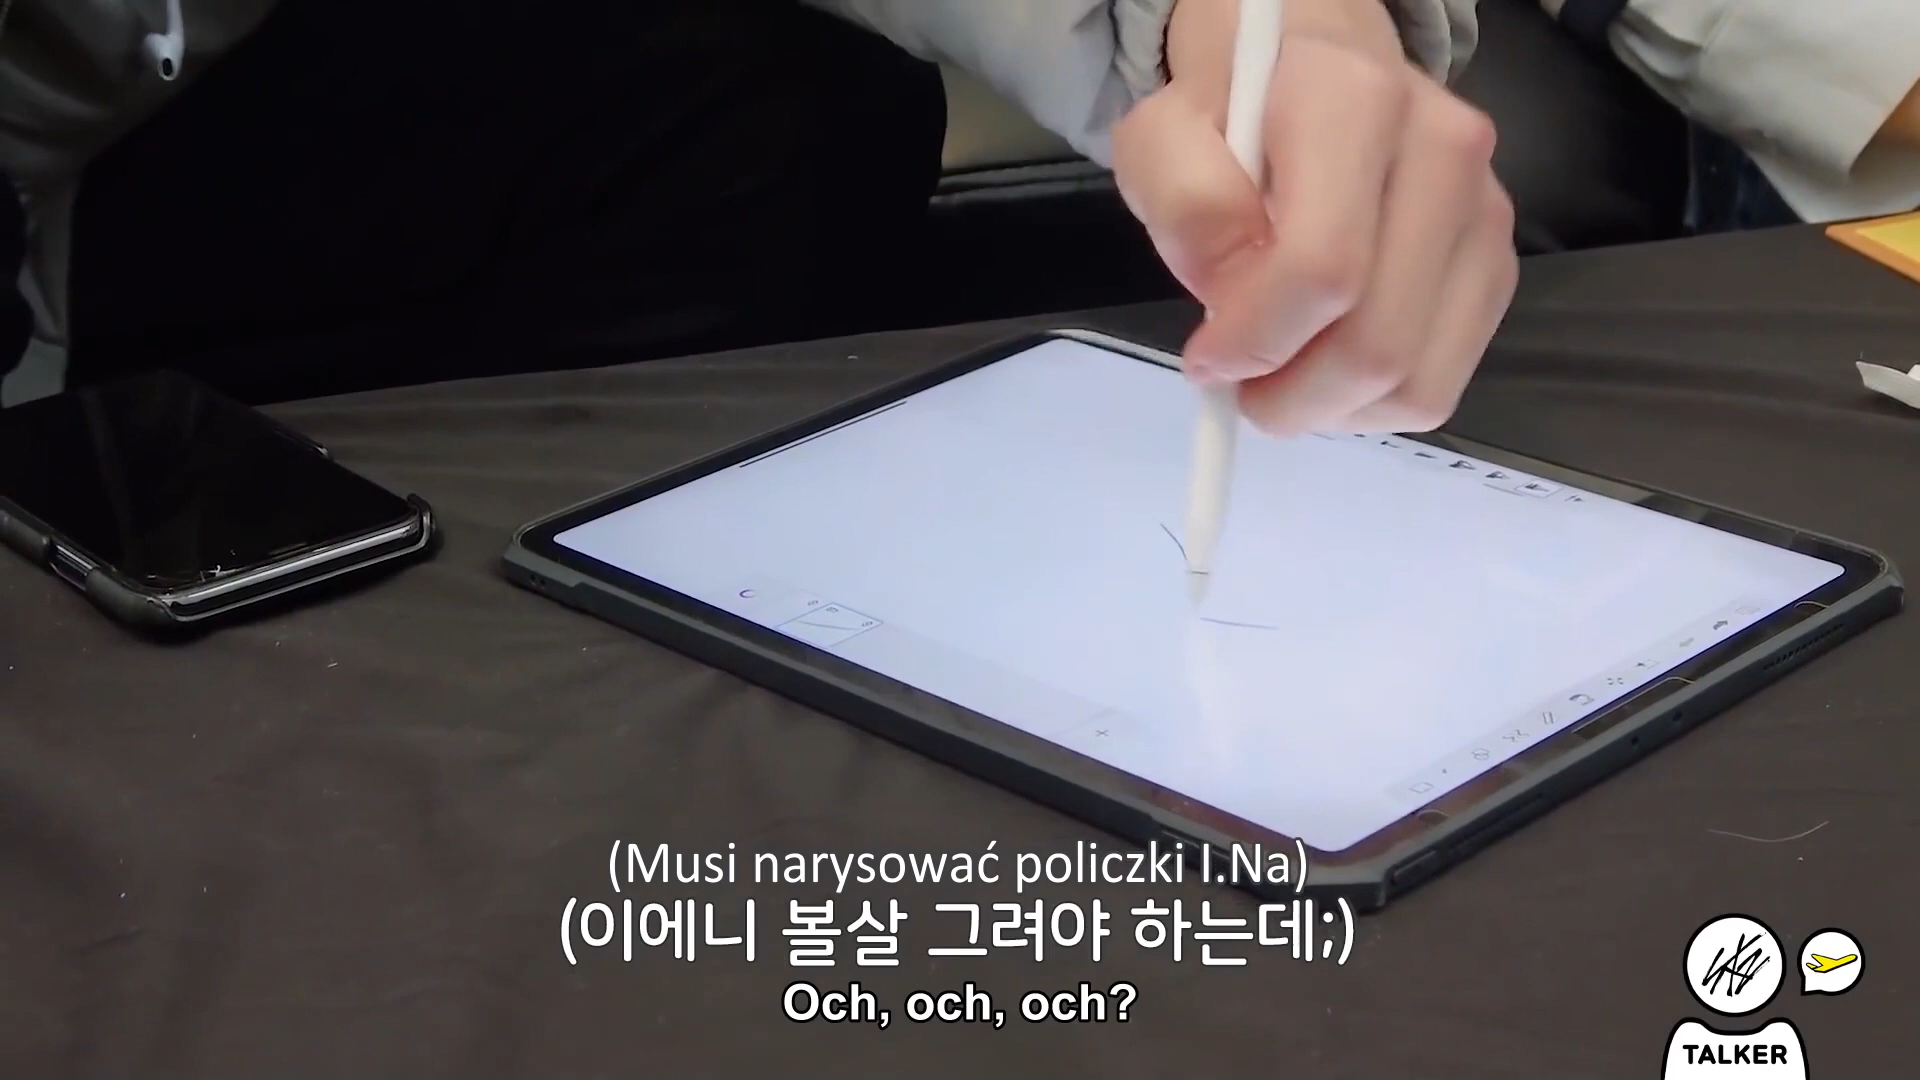 (Musi narysować policzki I.Na)
(이에니 볼살 그려야 하는데;)
Och, och, och?
SKZ
TALKER